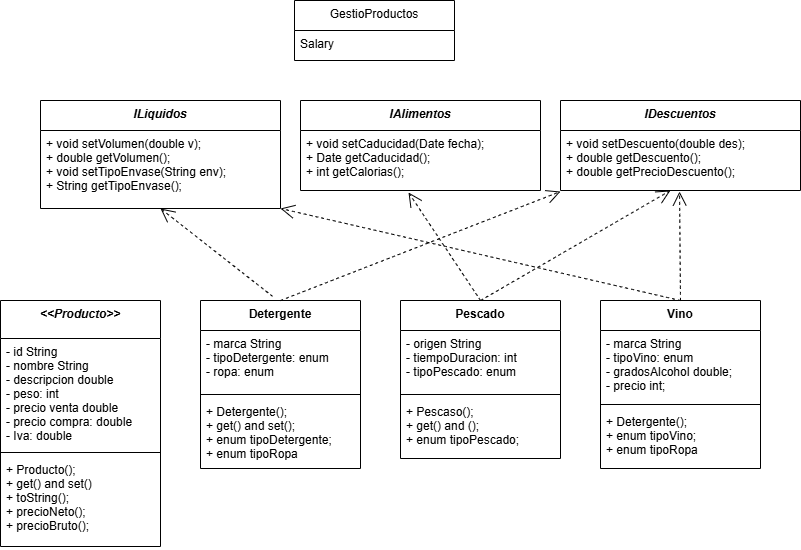 GestioProductos
Salary
ILiquidos
+ void setVolumen(double v);
+ double getVolumen();
+ void setTipoEnvase(String env);
+ String getTipoEnvase();
IAlimentos
+ void setCaducidad(Date fecha);
+ Date getCaducidad();
+ int getCalorias();
IDescuentos
+ void setDescuento(double des);
+ double getDescuento();
+ double getPrecioDescuento();
<<Producto>>
- id String
- nombre String
- descripcion double
- peso: int
- precio venta double
- precio compra: double
- Iva: double
+ Producto();
+ get() and set()
+ toString();
+ precioNeto();
+ precioBruto();
Detergente
- marca String
- tipoDetergente: enum
- ropa: enum
+ Detergente();
+ get() and set();
+ enum tipoDetergente;
+ enum tipoRopa
Pescado
- origen String
- tiempoDuracion: int
- tipoPescado: enum
+ Pescaso();
+ get() and ();
+ enum tipoPescado;
Vino
- marca String
- tipoVino: enum
- gradosAlcohol double;
- precio int;
+ Detergente();
+ enum tipoVino;
+ enum tipoRopa